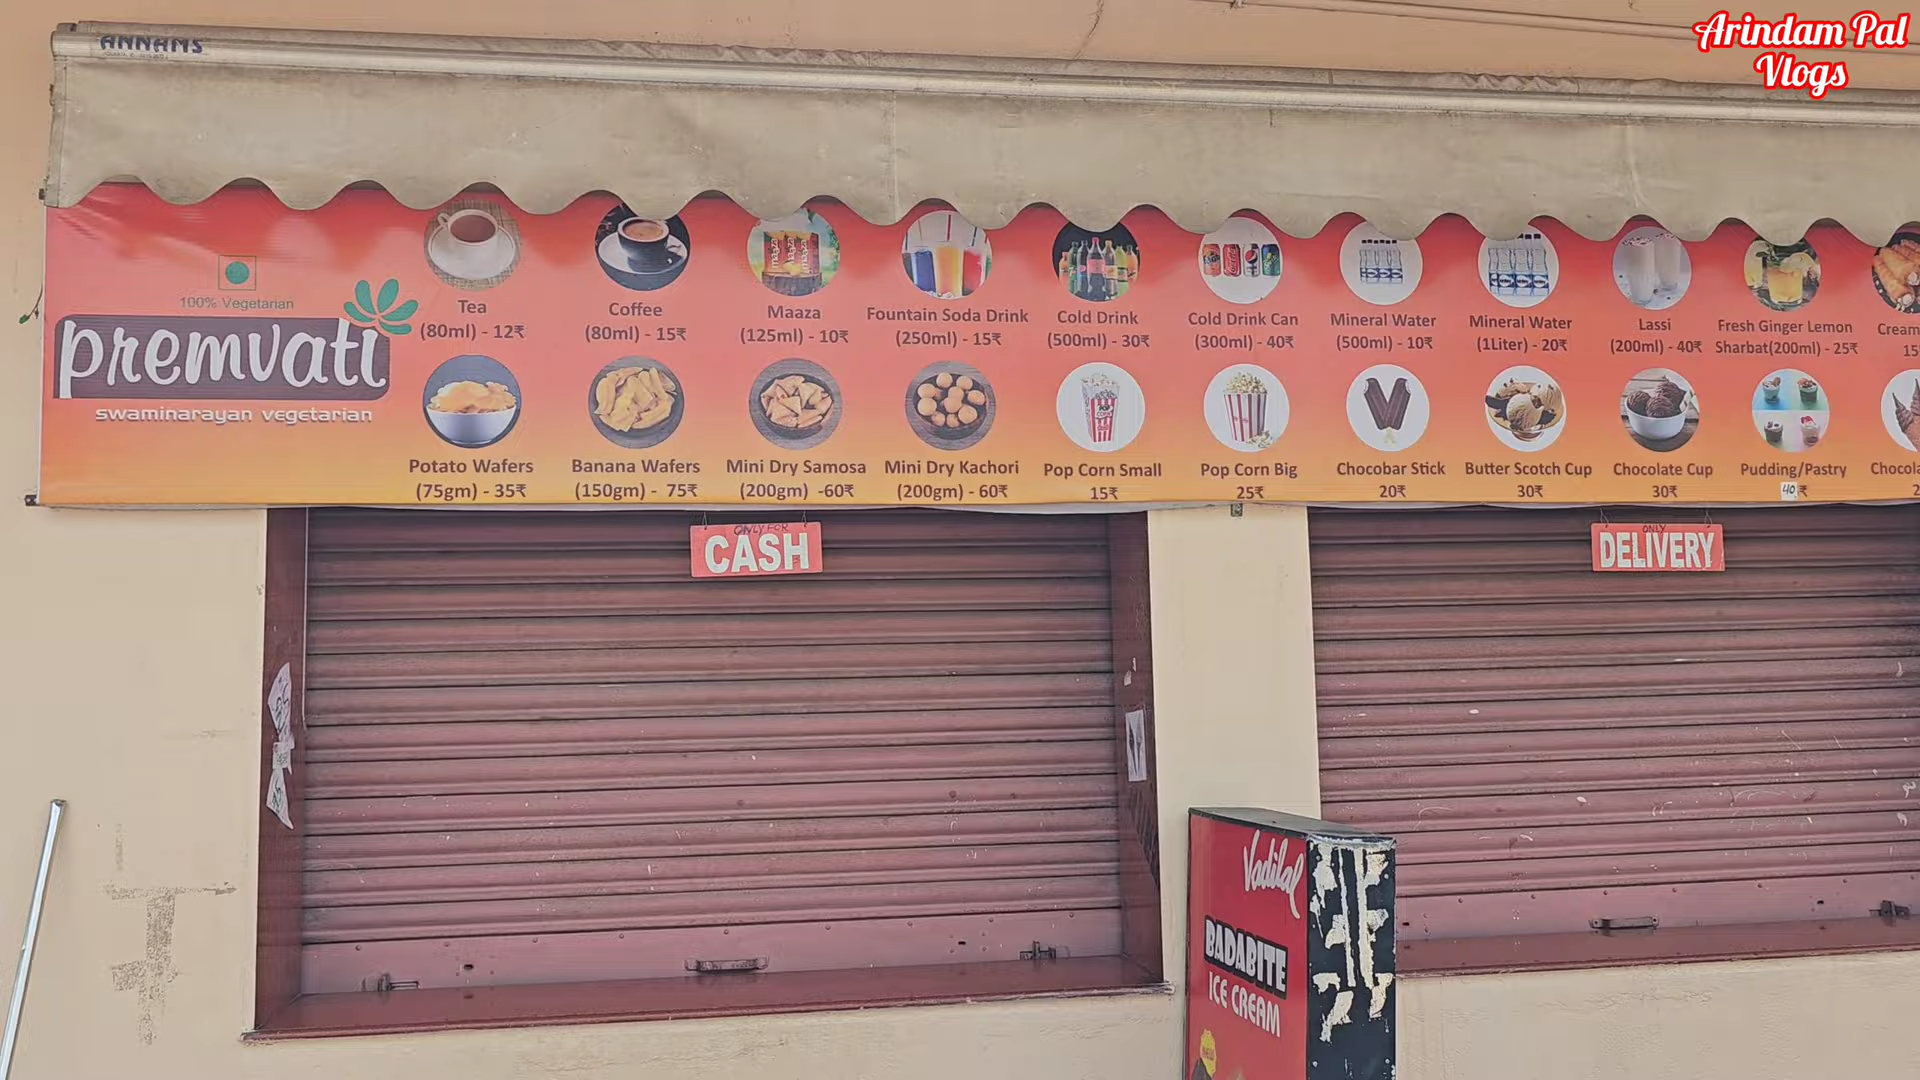 Arindam Pal
Vlogs
ANNAMS
100% Vegetarian
premvati
swaminarayan vegetarian
Tea
(80ml) - 12₹
Coffee
(80ml) - 15₹
Maaza
(125ml) - 10₹
Fountain Soda Drink
(250ml) - 15₹
Cold Drink
(500ml) - 30₹
Cold Drink Can
(300ml) - 40₹
Mineral Water
(500ml) - 10₹
Mineral Water
(1Liter) - 20₹
Lassi
(200ml) - 40₹
Fresh Ginger Lemon
Sharbat(200ml) - 25₹
Cream
15
Potato Wafers
(75gm) - 35₹
Banana Wafers
(150gm) - 75₹
Mini Dry Samosa
(200gm) -60₹
Mini Dry Kachori
(200gm) - 60₹
Pop Corn Small
15₹
Pop Corn Big
25₹
Chocobar Stick
20₹
Butter Scotch Cup
30₹
Chocolate Cup
30₹
Pudding/Pastry
40 ₹
ONLY FOR
CASH
ONLY
DELIVERY
Vadilal
BADABITE
ICE CREAM